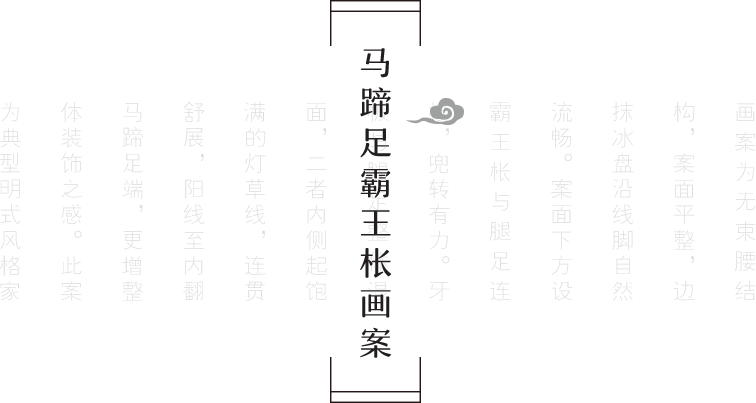 马蹄足霸王枨画案
画案为无束腰结
构，案面平整，边
抹冰盘沿线脚自然
流畅。案面下方设
霸王枨与腿足连
，兜转有力。牙
面，二者内侧起饱
满的灯草线，连贯
舒展，阳线至内翻
马蹄足端，更增整
体装饰之感。此案
为典型明式风格家